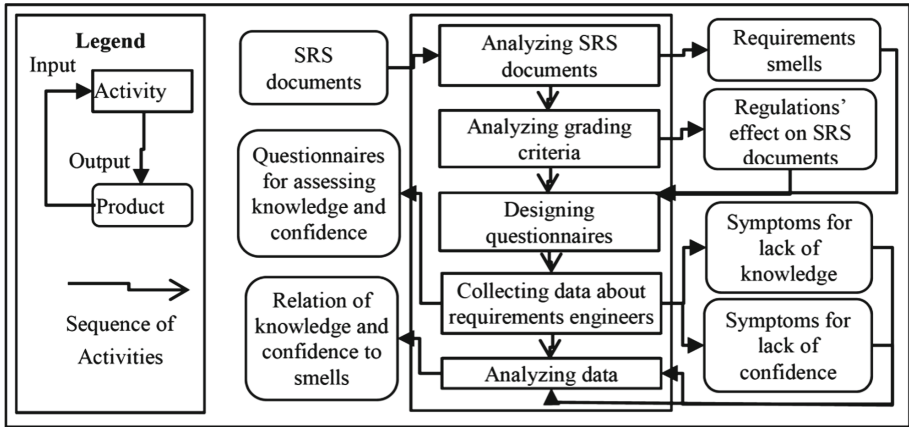 Legend
Input
Activity
Output
Product
Sequence of
Activities
SRS
documents
Questionnaires
for assessing
knowledge and
confidence
Relation of
knowledge and
confidence to
smells
Analyzing SRS
documents
Analyzing grading
criteria
Designing
questionnaires
Collecting data about
requirements engineers
Analyzing data
Requirements
smells
Regulations’
effect on SRS
documents
Symptoms for
lack of
knowledge
Symptoms for
lack of
confidence